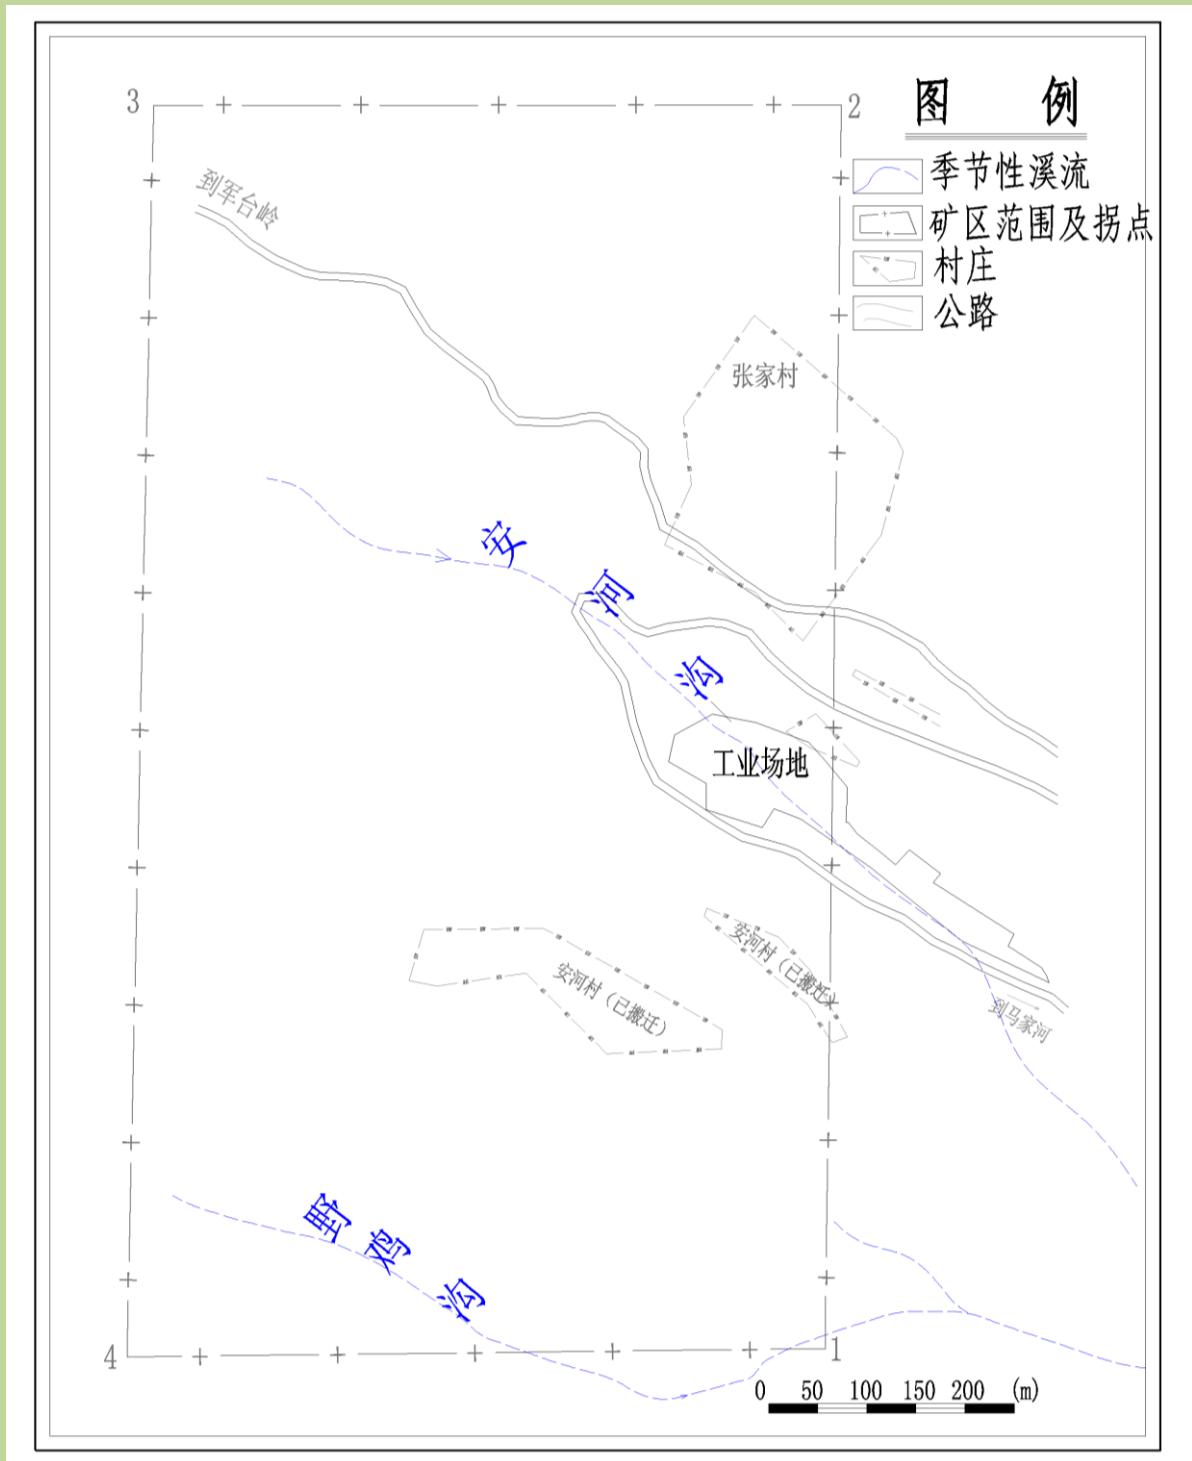 图 例
季节性溪流
矿区范围及拐点
村庄
公路
3
2
到军台岭
张家村
安河沟
工业场地
安河村（已搬迁）
安河村（已搬迁）
到马家河
野鸡沟
4
1
0 50 100 150 200 (m)